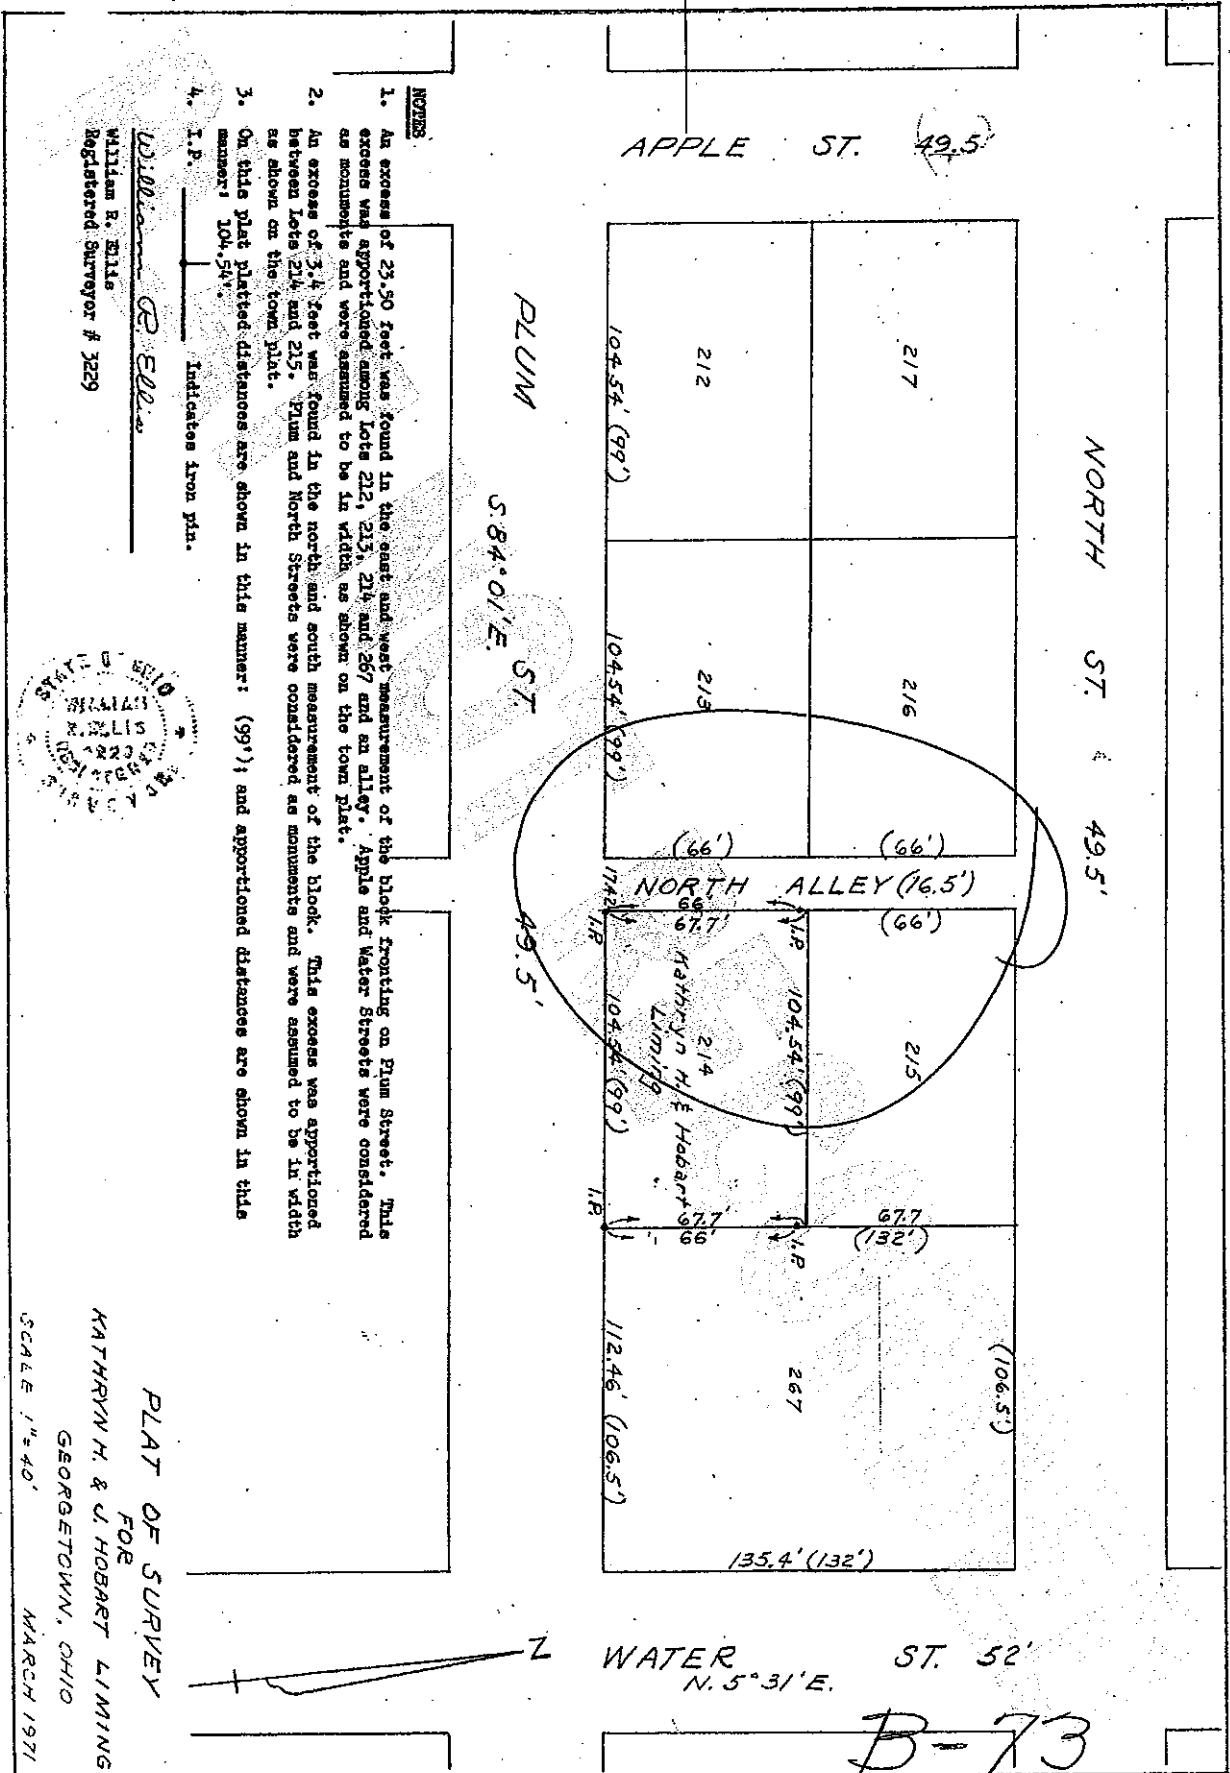 APPLE ST. (49.5')
NORTH ST. & 49.5'
217
212
104.54' (99')
PLUM ST.
S. 84°01' E.
49.5'
216
213
104.54' (99')
(66')
(66')
NORTH ALLEY (16.5')
17.42
66
67.7'
(66')
I.P.
I.P.
104.54' (99')
215
214
Kathryn H. & Hobart
Liming
104.54' (99')
I.P.
67.7'
66'
I.P.
67.7
(132')
(106.5')
267
112.46' (106.5')
135.4' (132')
WATER ST. 52'
N. 5°31' E.
B-73
N
NOTES
1. An excess of 23.50 feet was found in the east and west measurement of the block fronting on Plum Street. This
excess was apportioned among Lots 212, 213, 214 and 267 and an alley. Apple and Water Streets were considered
as monuments and were assumed to be in width as shown on the town plat.
2. An excess of 3.4 feet was found in the north and south measurement of the block. This excess was apportioned
between Lots 214 and 215. Plum and North Streets were considered as monuments and were assumed to be in width
as shown on the town plat.
3. On this plat platted distances are shown in this manner: (99'); and apportioned distances are shown in this
manner: 104.54'.
4. I.P. Indicates iron pin.
William R. Ellis
William R. Ellis
Registered Surveyor # 3229
PLAT OF SURVEY
FOR
KATHRYN H. & J. HOBART LIMING
GEORGETOWN, OHIO
SCALE 1"=40' MARCH 1971